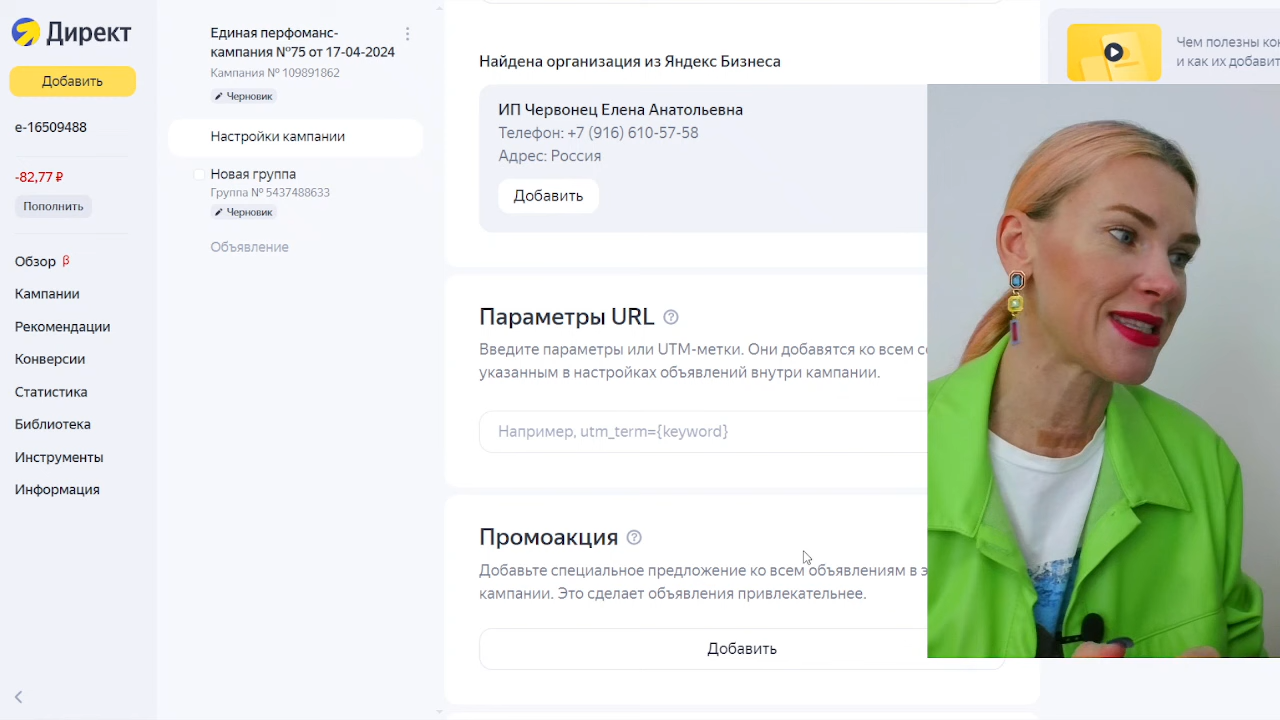 Директ
Добавить
e-16509488
-82,77 ₽
Пополнить
Обзор β
Кампании
Рекомендации
Конверсии
Статистика
Библиотека
Инструменты
Информация
Единая перфоманс-
кампания №75 от 17-04-2024
Кампания № 109891862
Черновик
Настройки кампании
Новая группа
Группа № 5437488633
Черновик
Объявление
Найдена организация из Яндекс Бизнеса
ИП Червонец Елена Анатольевна
Телефон: +7 (916) 610-57-58
Адрес: Россия
Добавить
Параметры URL
Введите параметры или UTM-метки. Они добавятся ко всем
указанным в настройках объявлений внутри кампании.
Например, utm_term={keyword}
Промоакция
Добавьте специальное предложение ко всем объявлениям в
кампании. Это сделает объявления привлекательнее.
Добавить
Чем полезны
и как их добавит